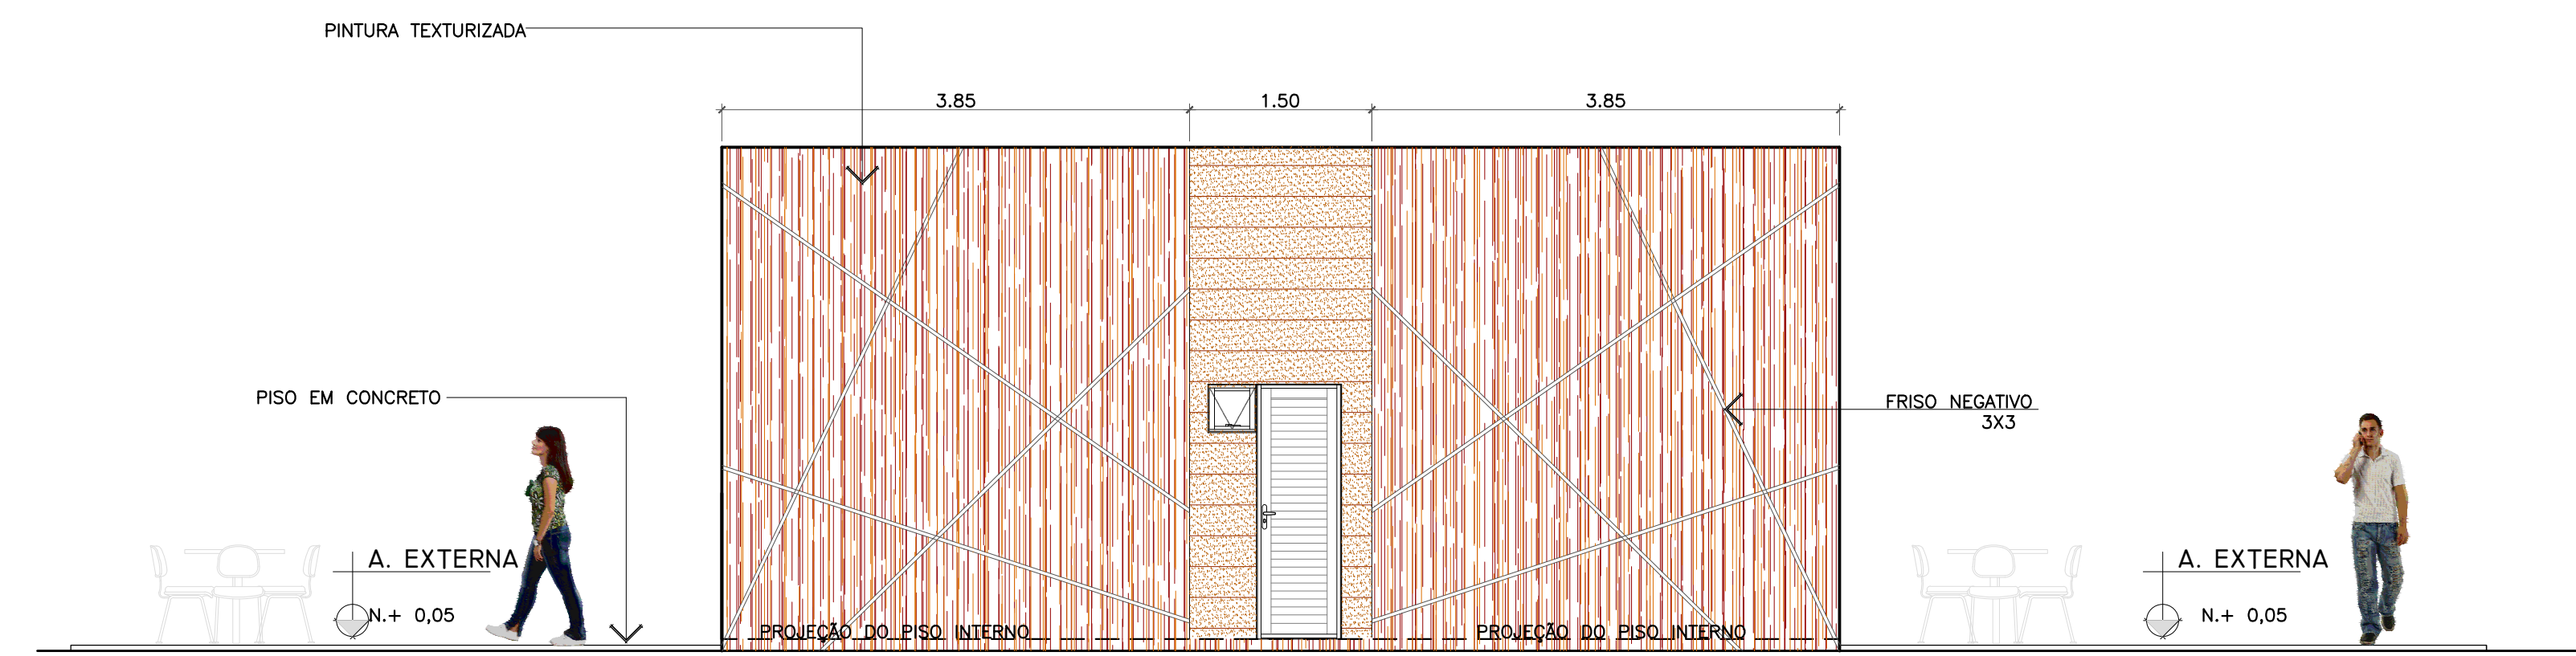 PINTURA TEXTURIZADA
3.85
1.50
3.85
PISO EM CONCRETO
FRISO NEGATIVO
3X3
A. EXTERNA
N.+ 0,05
A. EXTERNA
N.+ 0,05
PROJEÇÃO DO PISO INTERNO
PROJEÇÃO DO PISO INTERNO